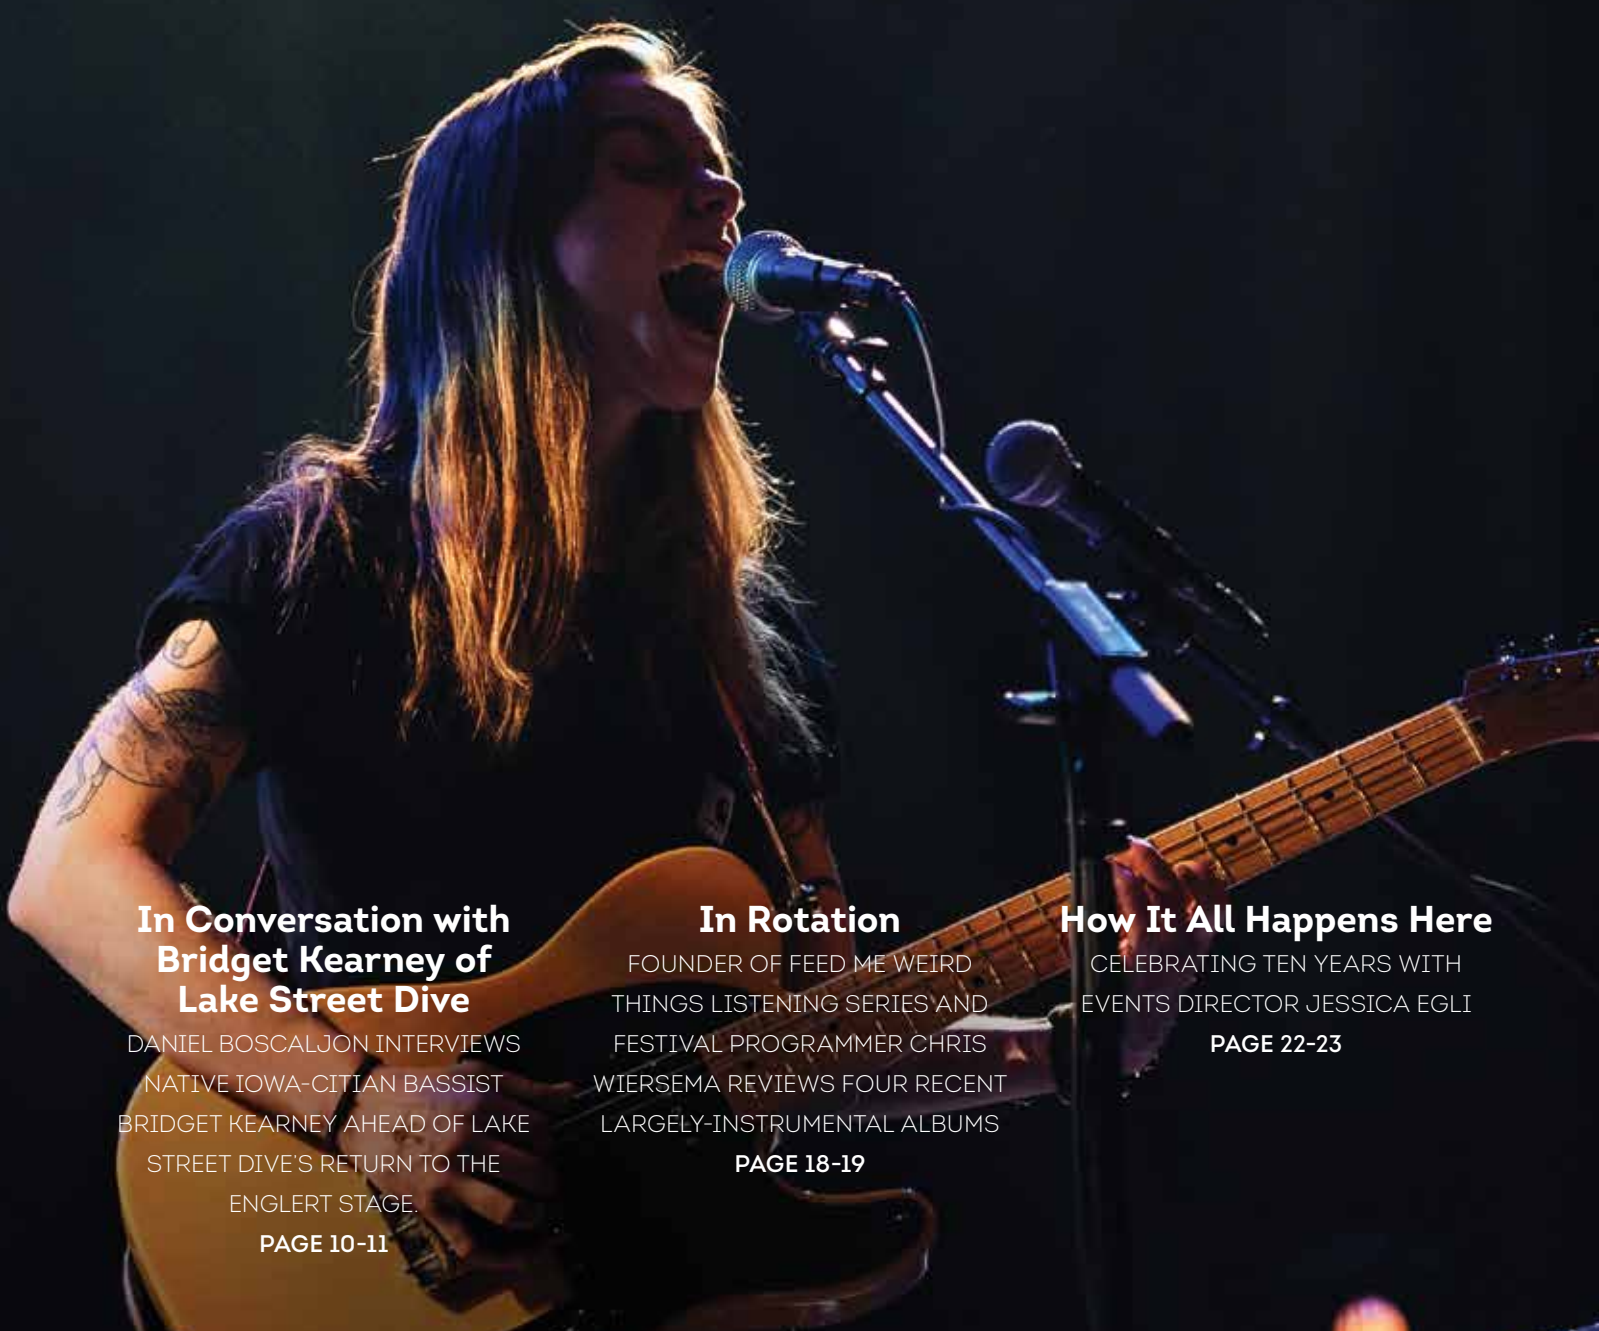 In Conversation with
Bridget Kearney of
Lake Street Dive
DANIEL BOSCALJON INTERVIEWS
NATIVE IOWA-CITIAN BASSIST
BRIDGET KEARNEY AHEAD OF LAKE
STREET DIVE'S RETURN TO THE
ENGLERT STAGE.
PAGE 10-11
In Rotation
FOUNDER OF FEED ME WEIRD
THINGS LISTENING SERIES AND
FESTIVAL PROGRAMMER CHRIS
WIERSEMA REVIEWS FOUR RECENT
LARGELY-INSTRUMENTAL ALBUMS
PAGE 18-19
How It All Happens Here
CELEBRATING TEN YEARS WITH
EVENTS DIRECTOR JESSICA EGLI
PAGE 22-23